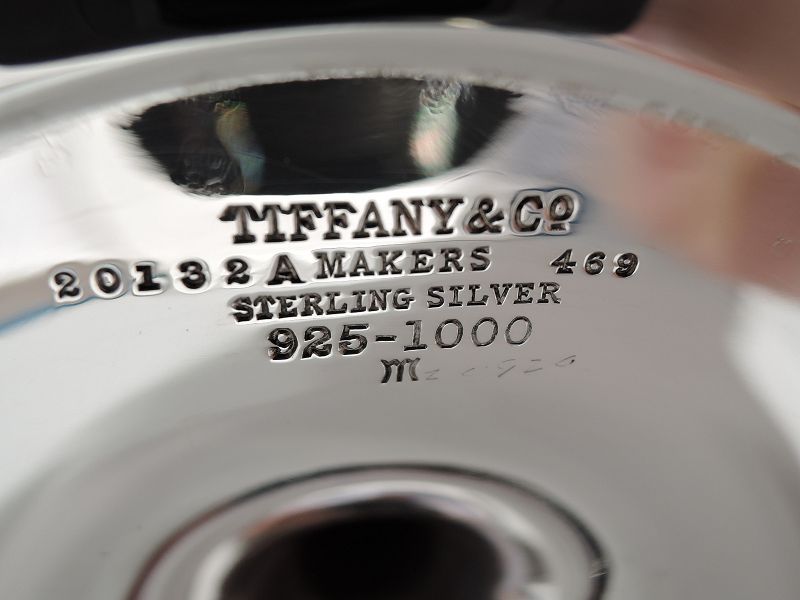 TIFFANY & Co
20132A MAKERS 469
STERLING SILVER
925-1000
m